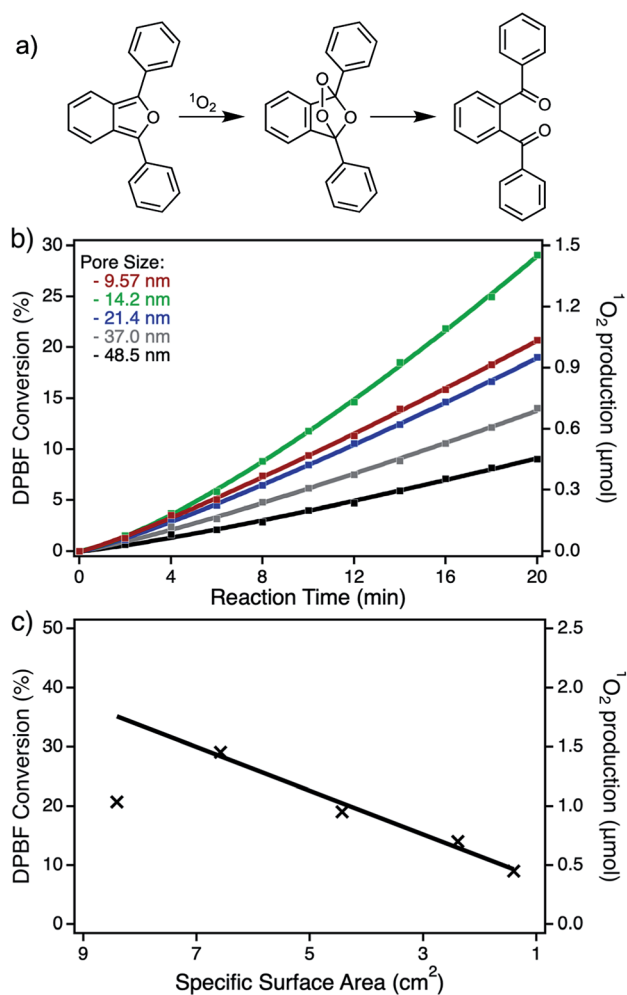 a)
O
¹O₂
O
O
O
O
O
b)
DPBF Conversion (%)
30
25
20
15
10
5
0
Pore Size:
- 9.57 nm
- 14.2 nm
- 21.4 nm
- 37.0 nm
- 48.5 nm
1.5
1.2
0.9
0.6
0.3
0.0
¹O₂ production (μmol)
0 4 8 12 16 20
Reaction Time (min)
c)
DPBF Conversion (%)
50
40
30
20
10
0
2.5
2.0
1.5
1.0
0.5
0.0
¹O₂ production (μmol)
9 7 5 3 1
Specific Surface Area (cm²)